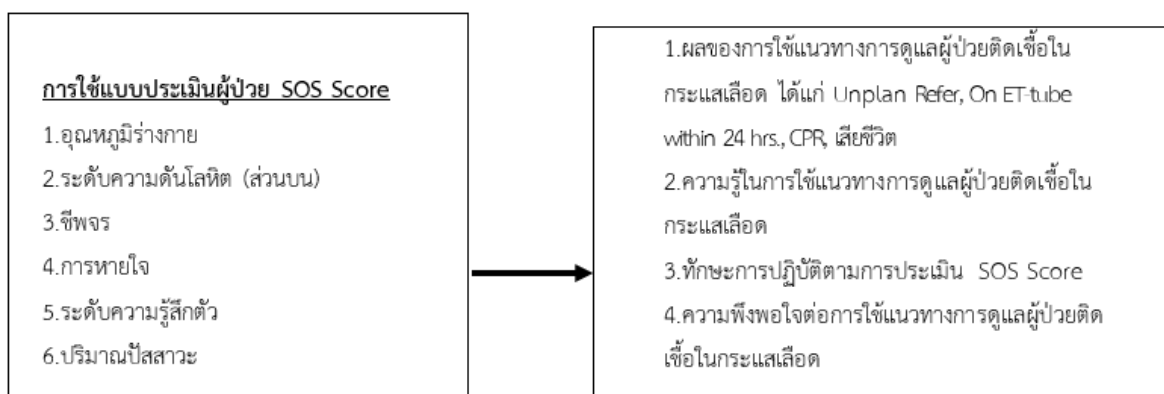 การใช้แบบประเมินผู้ป่วย SOS Score
1.อุณหภูมิร่างกาย
2.ระดับความดันโลหิต (ส่วนบน)
3.ชีพจร
4.การหายใจ
5.ระดับความรู้สึกตัว
6.ปริมาณปัสสาวะ
1.ผลของการใช้แนวทางการดูแลผู้ป่วยติดเชื้อใน
กระแสเลือด ได้แก่ Unplan Refer, On ET-tube
within 24 hrs., CPR, เสียชีวิต
2.ความรู้ในการใช้แนวทางการดูแลผู้ป่วยติดเชื้อใน
กระแสเลือด
3.ทักษะการปฏิบัติตามการประเมิน SOS Score
4.ความพึงพอใจต่อการใช้แนวทางการดูแลผู้ป่วยติด
เชื้อในกระแสเลือด